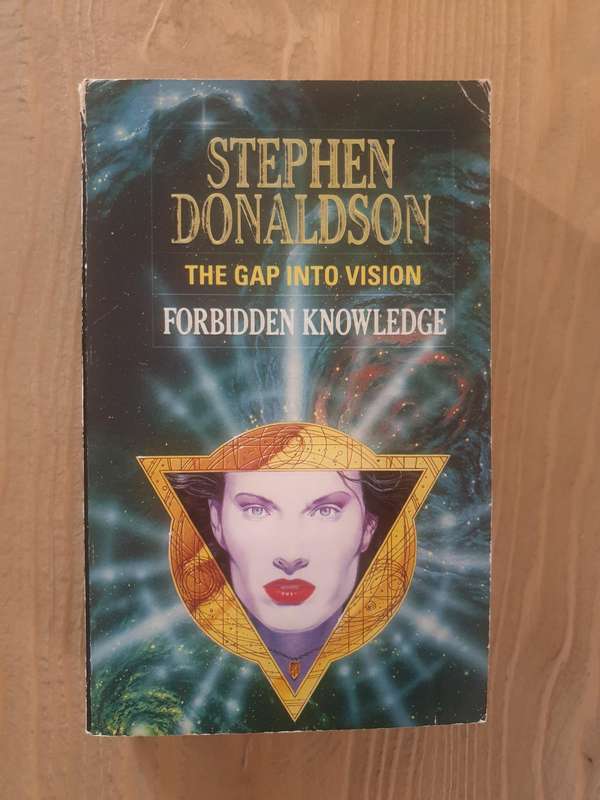 STEPHEN
DONALDSON
THE GAP INTO VISION
FORBIDDEN KNOWLEDGE